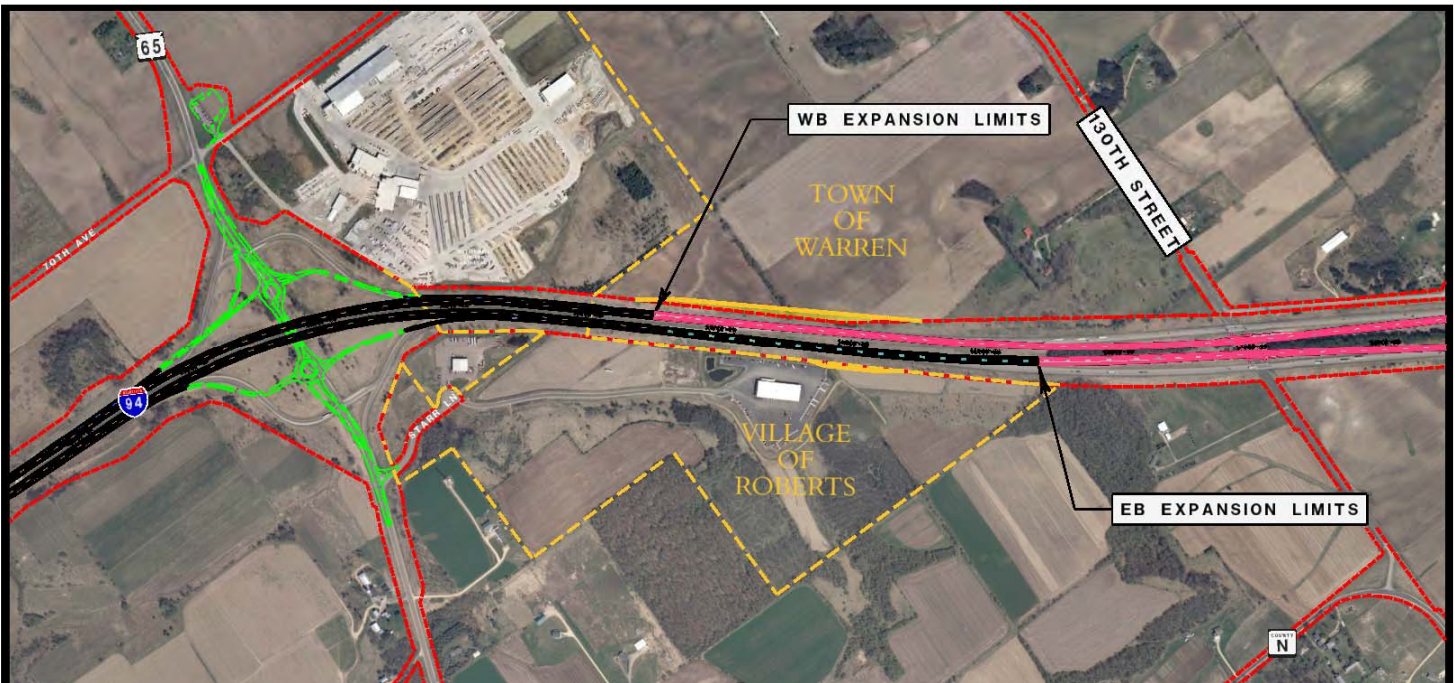 65
WB EXPANSION LIMITS
130TH STREET
TOWN
OF
WARREN
70TH AVE
94
STARR LN
VILLAGE
OF
ROBERTS
EB EXPANSION LIMITS
COUNTY
N